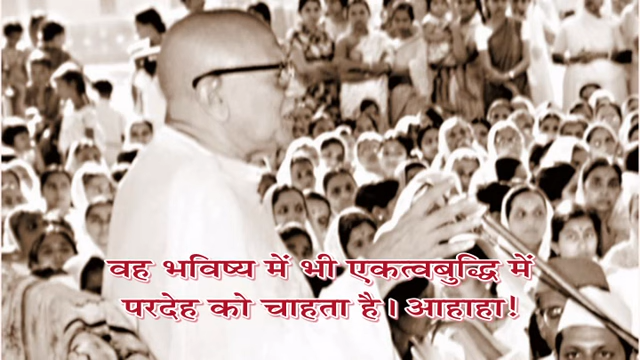 वह भविष्य में भी एकत्वबुद्धि में
परदेह को चाहता है। आहाहा!